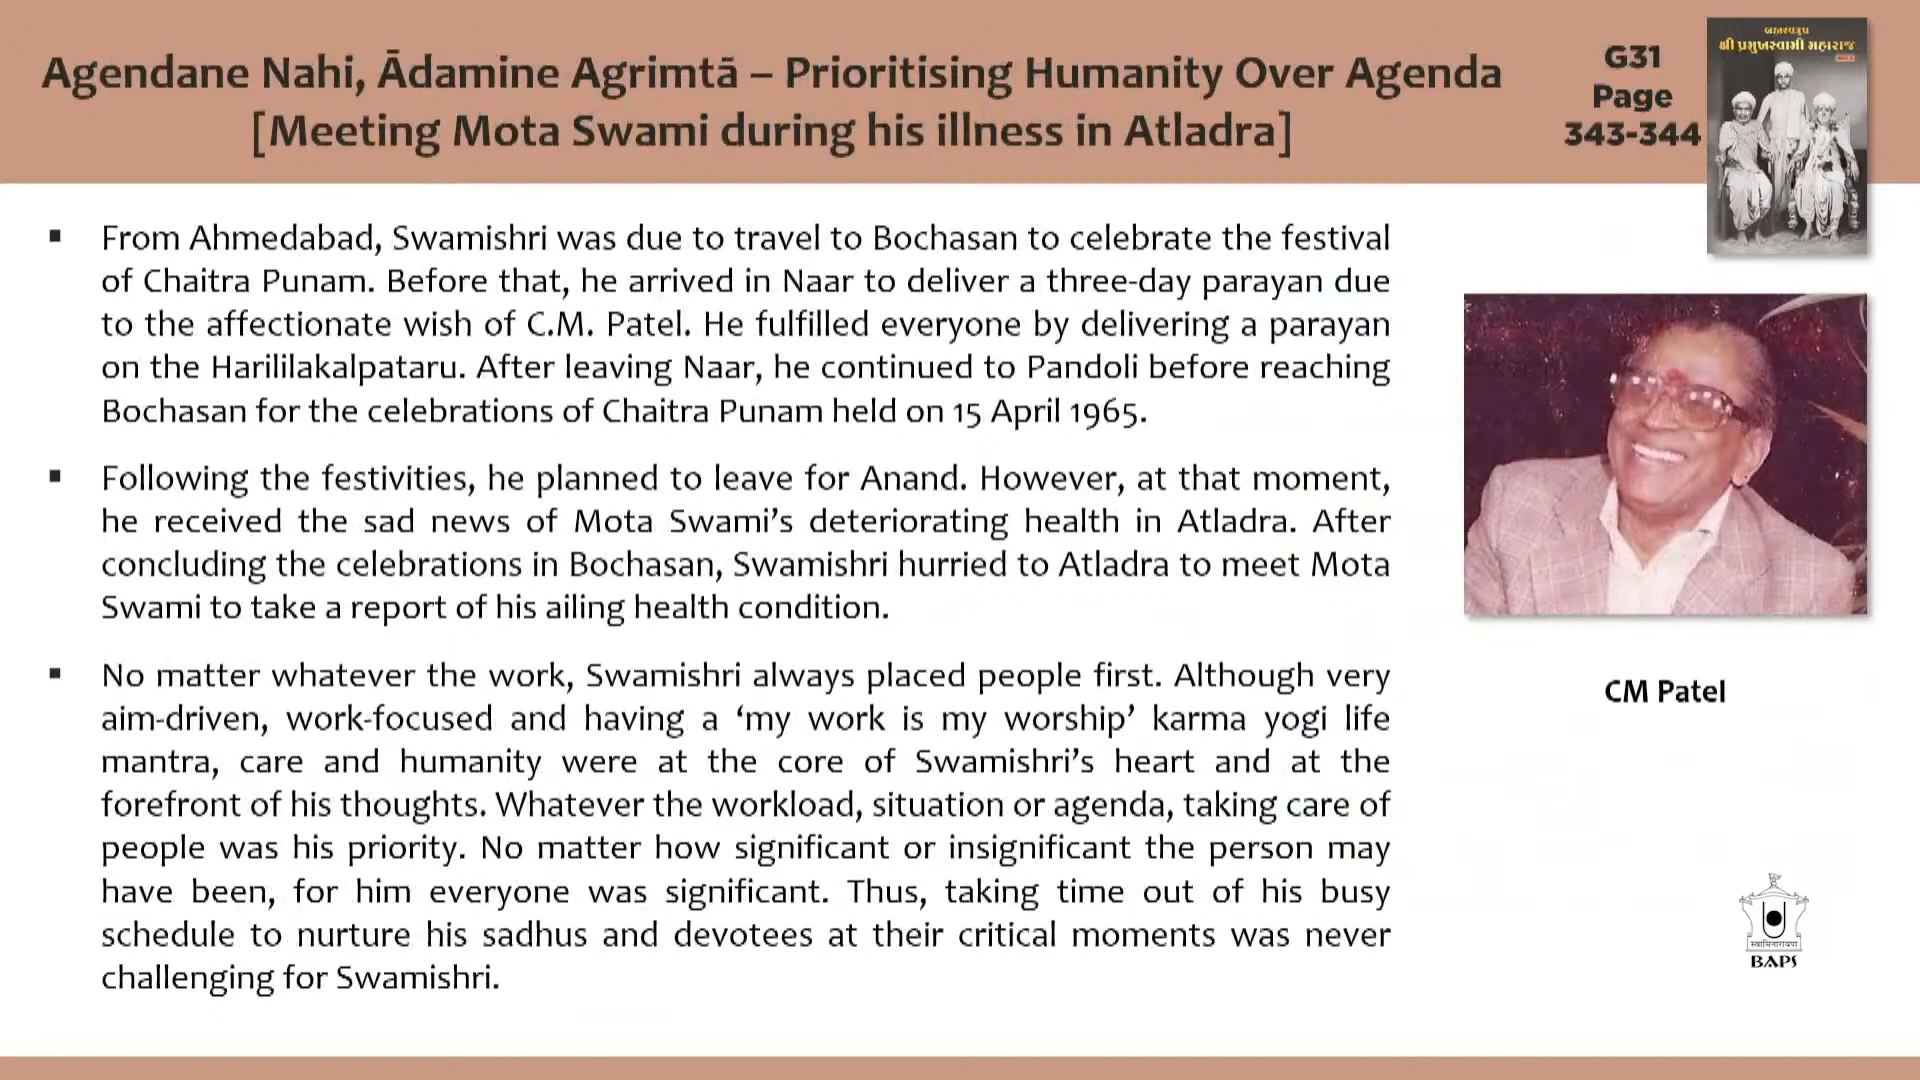 Agendane Nahi, Ādamine Agrimtā – Prioritising Humanity Over Agenda
[Meeting Mota Swami during his illness in Atladra]
G31
Page
343-344
બ્રહ્મસ્વરૂપ
શ્રી પ્રમુખસ્વામી મહારાજ
▪ From Ahmedabad, Swamishri was due to travel to Bochasan to celebrate the festival
of Chaitra Punam. Before that, he arrived in Naar to deliver a three-day parayan due
to the affectionate wish of C.M. Patel. He fulfilled everyone by delivering a parayan
on the Harililakalpataru. After leaving Naar, he continued to Pandoli before reaching
Bochasan for the celebrations of Chaitra Punam held on 15 April 1965.
▪ Following the festivities, he planned to leave for Anand. However, at that moment,
he received the sad news of Mota Swami’s deteriorating health in Atladra. After
concluding the celebrations in Bochasan, Swamishri hurried to Atladra to meet Mota
Swami to take a report of his ailing health condition.
▪ No matter whatever the work, Swamishri always placed people first. Although very
aim-driven, work-focused and having a ‘my work is my worship’ karma yogi life
mantra, care and humanity were at the core of Swamishri’s heart and at the
forefront of his thoughts. Whatever the workload, situation or agenda, taking care of
people was his priority. No matter how significant or insignificant the person may
have been, for him everyone was significant. Thus, taking time out of his busy
schedule to nurture his sadhus and devotees at their critical moments was never
challenging for Swamishri.
CM Patel
स्वामिनारायण
BAPS